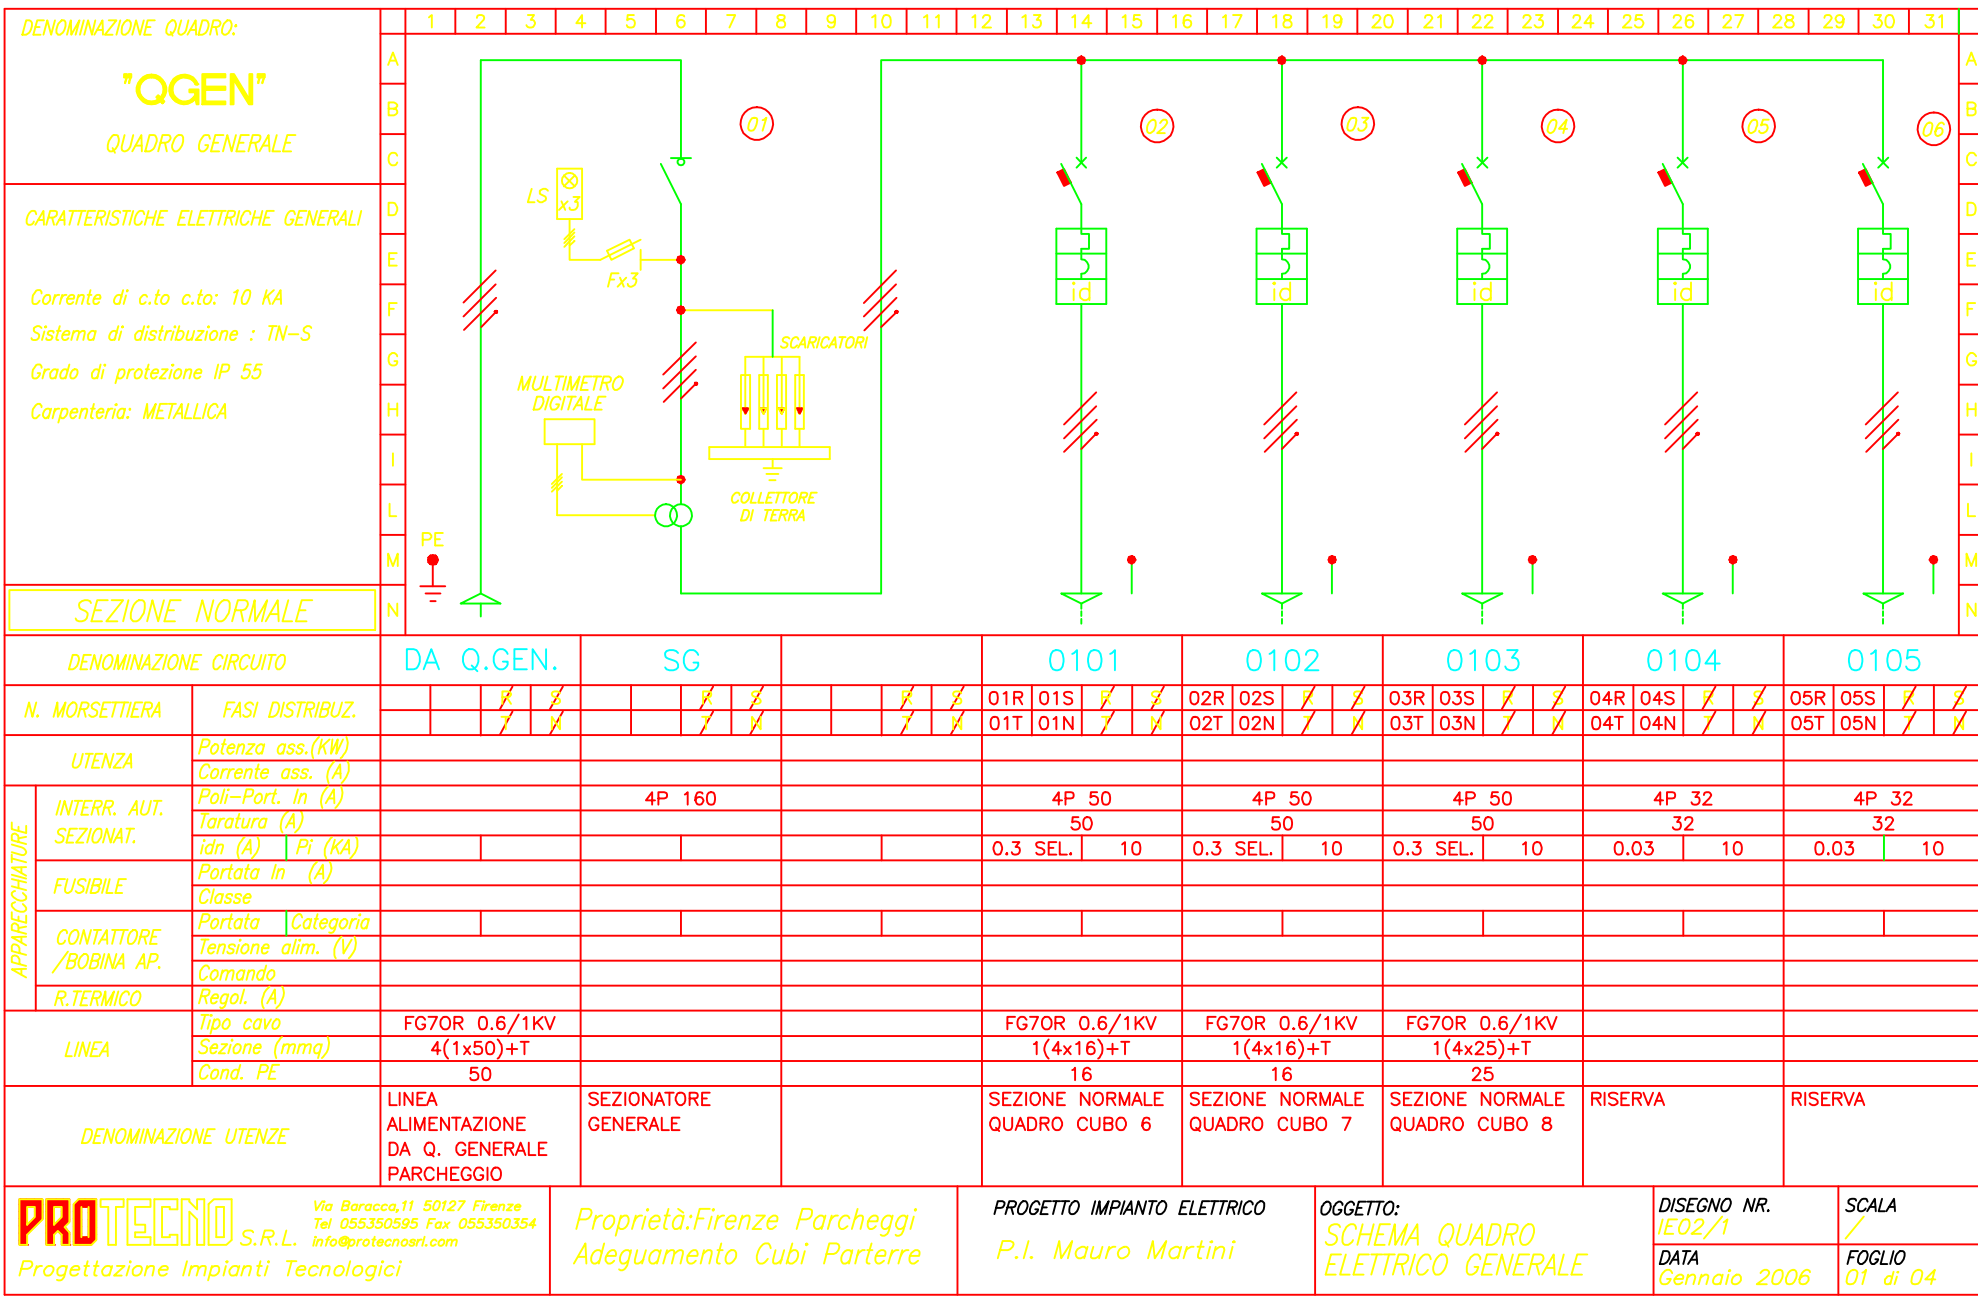 DENOMINAZIONE QUADRO:
"QGEN"
QUADRO GENERALE
CARATTERISTICHE ELETTRICHE GENERALI
Corrente di c.to c.to: 10 KA
Sistema di distribuzione : TN-S
Grado di protezione IP 55
Carpenteria: METALLICA
SEZIONE NORMALE
1 2 3 4 5 6 7 8 9 10 11 12 13 14 15 16 17 18 19 20 21 22 23 24 25 26 27 28 29 30 31
A A
B B
C C
D D
E E
F F
G G
H H
I I
L L
M M
N N
01 02 03 04 05 06
LS x3
Fx3
id id id id id
SCARICATORI
MULTIMETRO
DIGITALE
COLLETTORE
DI TERRA
PE
DENOMINAZIONE CIRCUITO DA Q.GEN. SG 0101 0102 0103 0104 0105
N. MORSETTIERA FASI DISTRIBUZ.
R S R S R S 01R 01S R S 02R 02S R S 03R 03S R S 04R 04S R S 05R 05S R S
T N T N T N 01T 01N T N 02T 02N T N 03T 03N T N 04T 04N T N 05T 05N T N
UTENZA
Potenza ass.(KW)
Corrente ass. (A)
APPARECCHIATURE
INTERR. AUT.
SEZIONAT.
Poli-Port. In (A) 4P 160 4P 50 4P 50 4P 50 4P 32 4P 32
Taratura (A) 50 50 50 32 32
idn (A) Pi (KA) 0.3 SEL. 10 0.3 SEL. 10 0.3 SEL. 10 0.03 10 0.03 10
FUSIBILE
Portata In (A)
Classe
CONTATTORE
/BOBINA AP.
Portata Categoria
Tensione alim. (V)
Comando
R.TERMICO Regol. (A)
LINEA
Tipo cavo FG7OR 0.6/1KV FG7OR 0.6/1KV FG7OR 0.6/1KV FG7OR 0.6/1KV
Sezione (mmq) 4(1x50)+T 1(4x16)+T 1(4x16)+T 1(4x25)+T
Cond. PE 50 16 16 25
DENOMINAZIONE UTENZE
LINEA
ALIMENTAZIONE
DA Q. GENERALE
PARCHEGGIO
SEZIONATORE
GENERALE
SEZIONE NORMALE
QUADRO CUBO 6
SEZIONE NORMALE
QUADRO CUBO 7
SEZIONE NORMALE
QUADRO CUBO 8
RISERVA
RISERVA
PROTECNO S.R.L.
Via Baracca,11 50127 Firenze
Tel 055350595 Fax 055350354
info@protecnosrl.com
Progettazione Impianti Tecnologici
Proprietà:Firenze Parcheggi
Adeguamento Cubi Parterre
PROGETTO IMPIANTO ELETTRICO
P.I. Mauro Martini
OGGETTO:
SCHEMA QUADRO
ELETTRICO GENERALE
DISEGNO NR.
IE02/1
SCALA
/
DATA
Gennaio 2006
FOGLIO
01 di 04